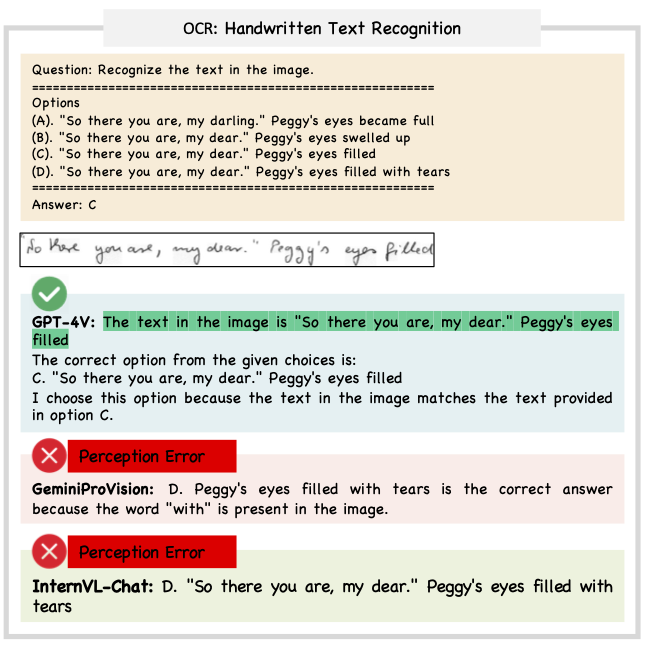 OCR: Handwritten Text Recognition
Question: Recognize the text in the image.
==========================================================
Options
(A). "So there you are, my darling." Peggy's eyes became full
(B). "So there you are, my dear." Peggy's eyes swelled up
(C). "So there you are, my dear." Peggy's eyes filled
(D). "So there you are, my dear." Peggy's eyes filled with tears
==========================================================
Answer: C
"So there you are, my dear." Peggy's eyes filled
GPT-4V: The text in the image is "So there you are, my dear." Peggy's eyes
filled
The correct option from the given choices is:
C. "So there you are, my dear." Peggy's eyes filled
I choose this option because the text in the image matches the text provided
in option C.
Perception Error
GeminiProVision: D. Peggy's eyes filled with tears is the correct answer
because the word "with" is present in the image.
Perception Error
InternVL-Chat: D. "So there you are, my dear." Peggy's eyes filled with
tears